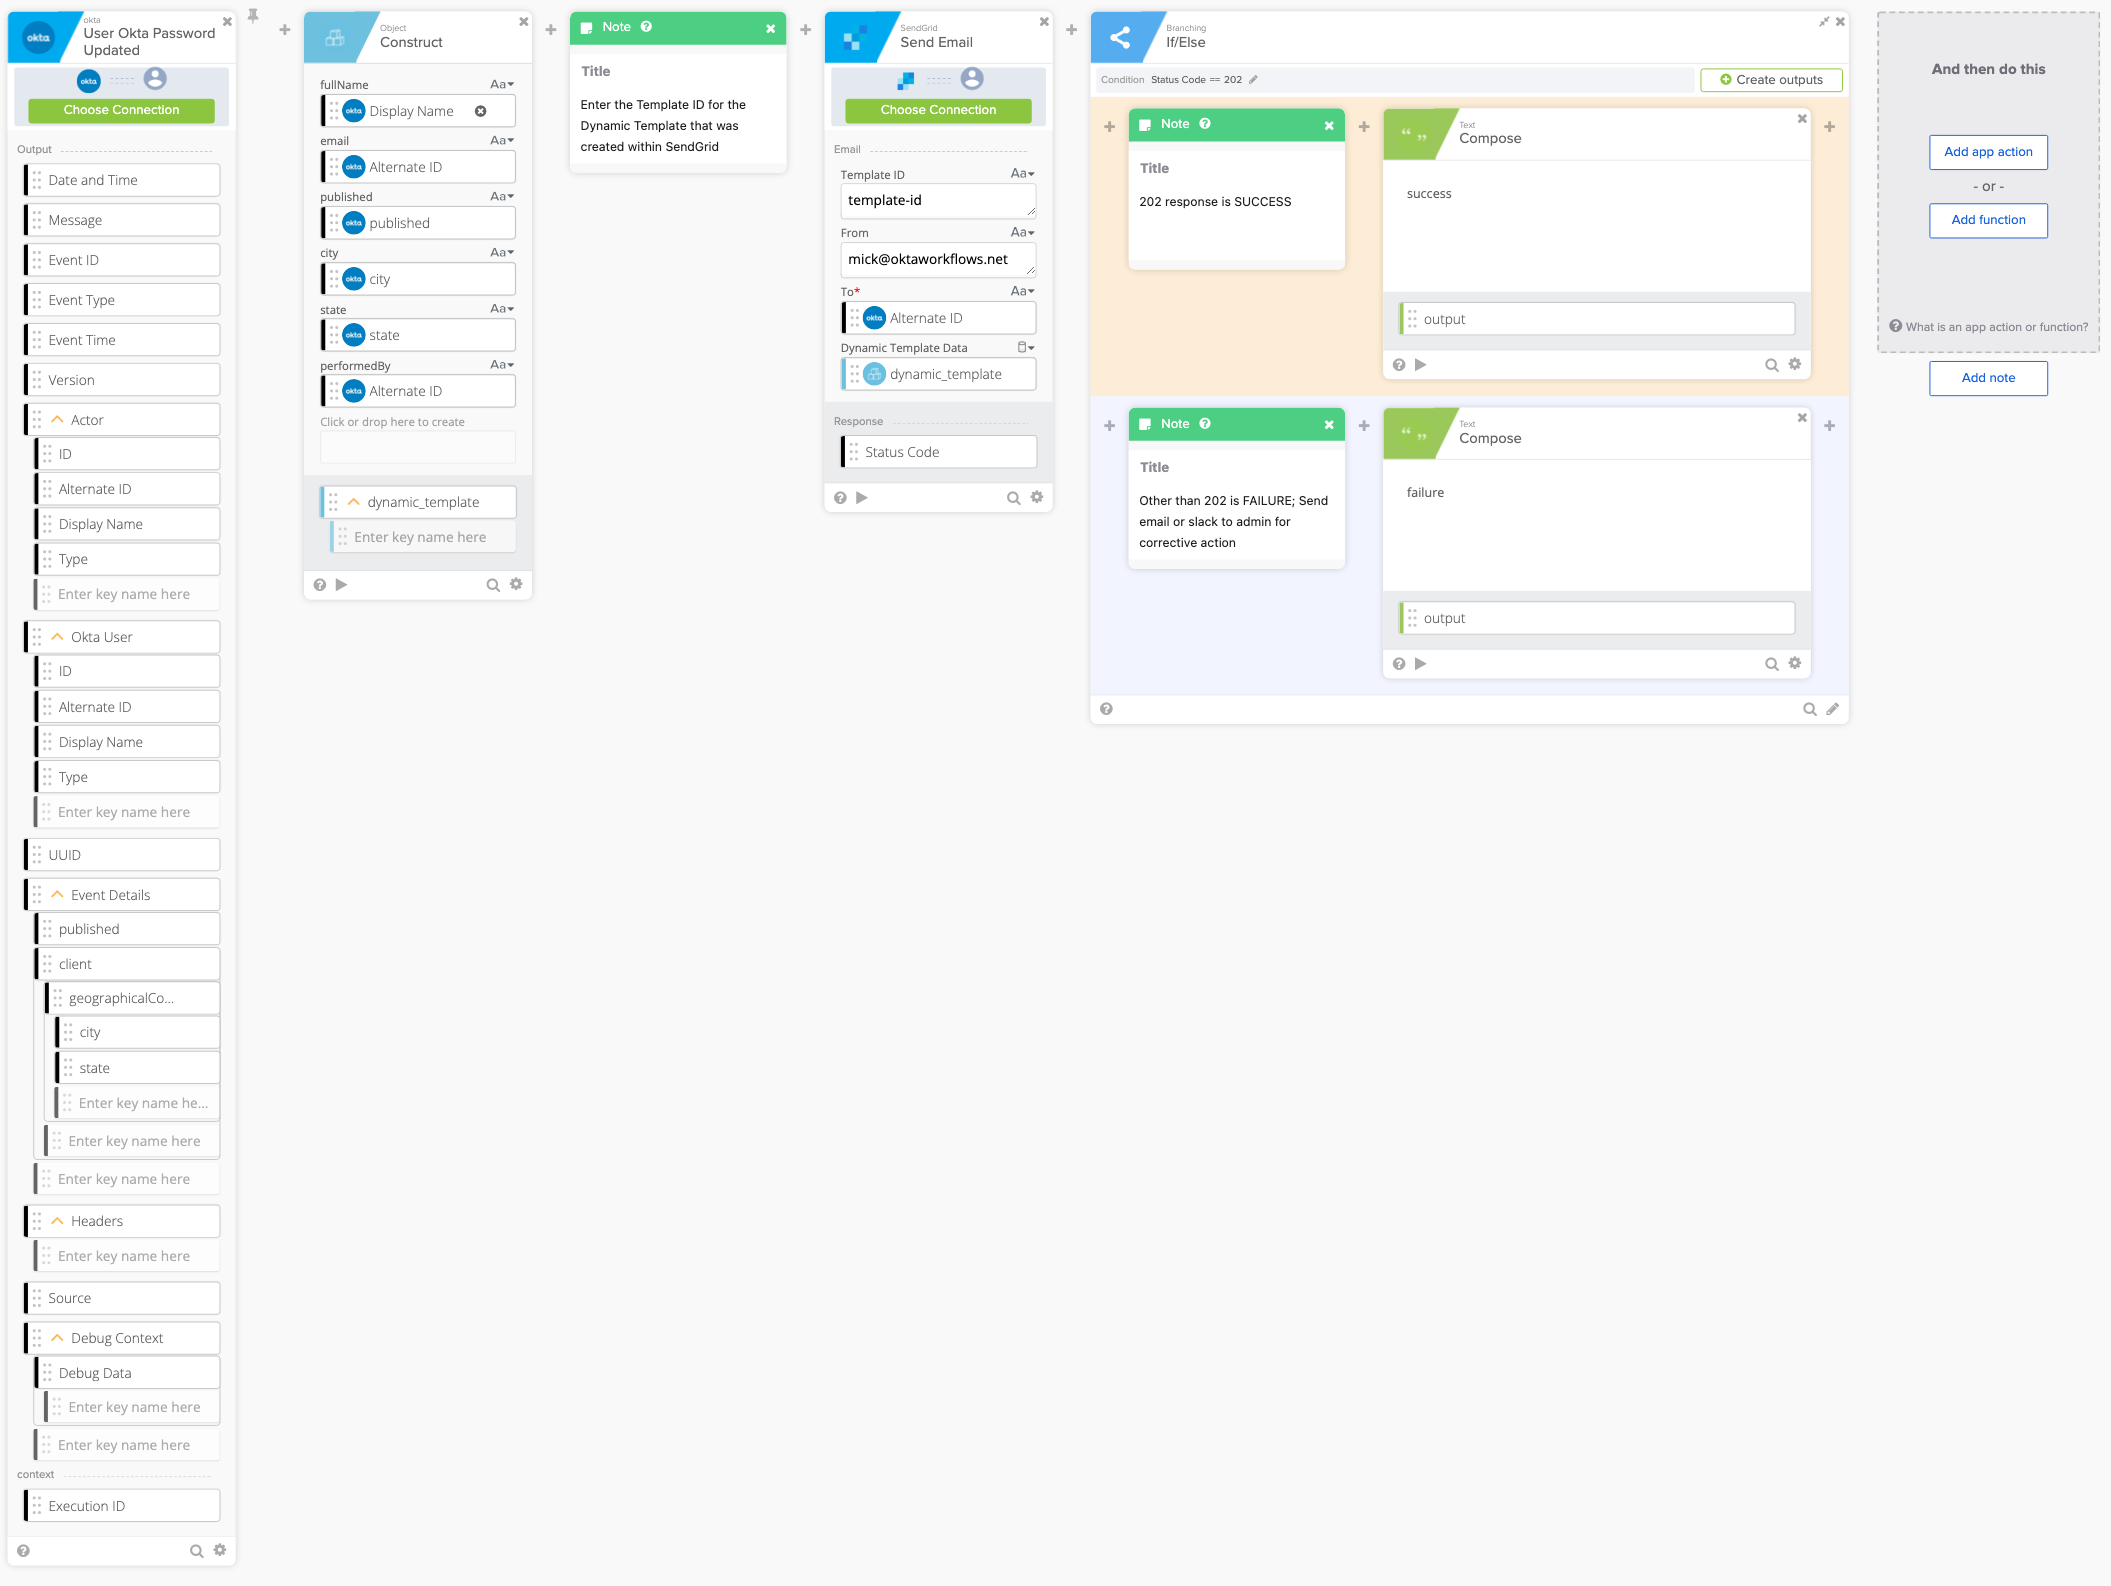 okta
okta
User Okta Password
Updated
okta
Choose Connection
Output
Date and Time
Message
Event ID
Event Type
Event Time
Version
Actor
ID
Alternate ID
Display Name
Type
Enter key name here
Okta User
ID
Alternate ID
Display Name
Type
Enter key name here
UUID
Event Details
published
client
geographicalCo...
city
state
Enter key name he...
Enter key name here
Enter key name here
Headers
Enter key name here
Source
Debug Context
Debug Data
Enter key name here
Enter key name here
context
Execution ID
Object
Construct
fullName Aa
okta Display Name
email Aa
okta Alternate ID
published Aa
okta published
city Aa
okta city
state Aa
okta state
performedBy Aa
okta Alternate ID
Click or drop here to create
dynamic_template
Enter key name here
Note
Title
Enter the Template ID for the
Dynamic Template that was
created within SendGrid
SendGrid
Send Email
Choose Connection
Email
Template ID Aa
template-id
From Aa
mick@oktaworkflows.net
To* Aa
okta Alternate ID
Dynamic Template Data
dynamic_template
Response
Status Code
Branching
If/Else
Condition Status Code == 202
Create outputs
Note
Title
202 response is SUCCESS
Text
Compose
success
output
Note
Title
Other than 202 is FAILURE; Send
email or slack to admin for
corrective action
Text
Compose
failure
output
And then do this
Add app action
- or -
Add function
What is an app action or function?
Add note